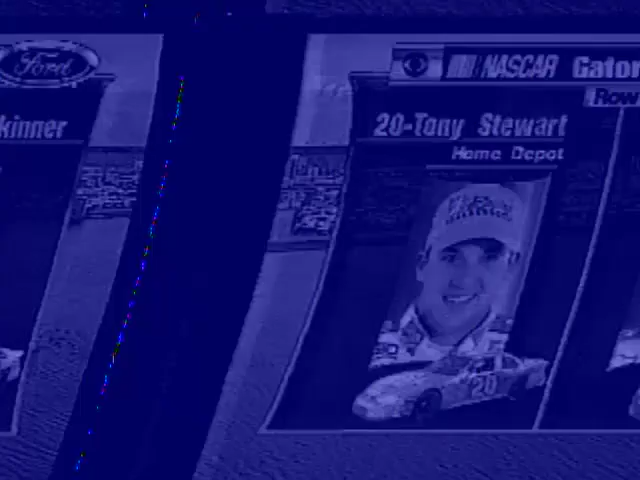 Ford
kinner
NASCAR Gator
Row
20-Tony Stewart
Home Depot
20